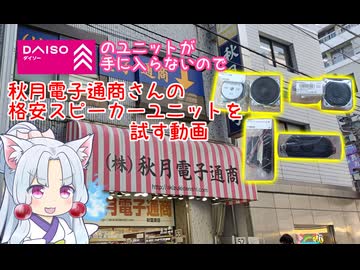 DAISO
ダイソー
のユニットが
手に入らないので
秋月電子通商さんの
格安スピーカーユニットを
試す動画
(株)秋月電子通商